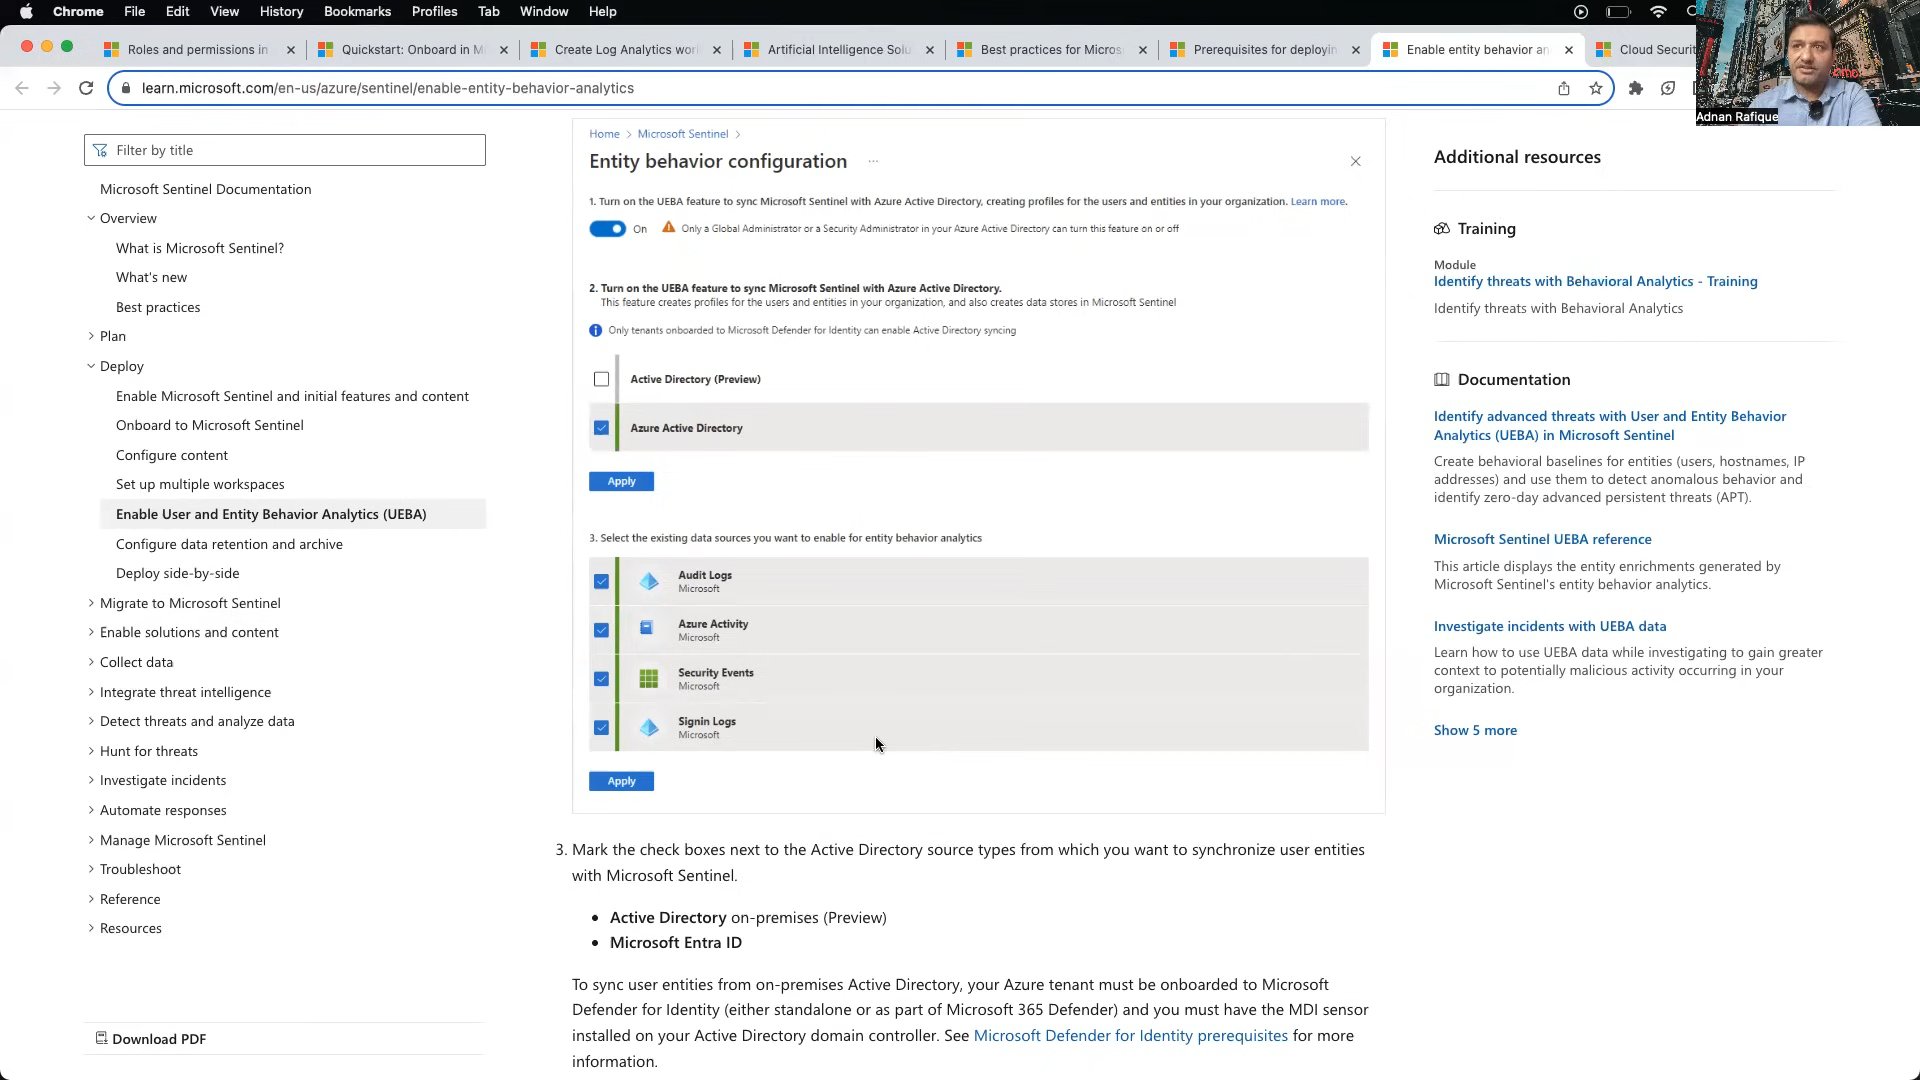 Chrome File Edit View History Bookmarks Profiles Tab Window Help
Roles and permissions in
Quickstart: Onboard in M
Create Log Analytics wor
Artificial Intelligence Solu
Best practices for Micros
Prerequisites for deployin
Enable entity behavior an
Cloud Securit
learn.microsoft.com/en-us/azure/sentinel/enable-entity-behavior-analytics
Adnan Rafique
Filter by title
Microsoft Sentinel Documentation
Overview
What is Microsoft Sentinel?
What's new
Best practices
Plan
Deploy
Enable Microsoft Sentinel and initial features and content
Onboard to Microsoft Sentinel
Configure content
Set up multiple workspaces
Enable User and Entity Behavior Analytics (UEBA)
Configure data retention and archive
Deploy side-by-side
Migrate to Microsoft Sentinel
Enable solutions and content
Collect data
Integrate threat intelligence
Detect threats and analyze data
Hunt for threats
Investigate incidents
Automate responses
Manage Microsoft Sentinel
Troubleshoot
Reference
Resources
Download PDF
Home > Microsoft Sentinel >
Entity behavior configuration ...
1. Turn on the UEBA feature to sync Microsoft Sentinel with Azure Active Directory, creating profiles for the users and entities in your organization. Learn more.
On Only a Global Administrator or a Security Administrator in your Azure Active Directory can turn this feature on or off
2. Turn on the UEBA feature to sync Microsoft Sentinel with Azure Active Directory.
This feature creates profiles for the users and entities in your organization, and also creates data stores in Microsoft Sentinel
Only tenants onboarded to Microsoft Defender for Identity can enable Active Directory syncing
Active Directory (Preview)
Azure Active Directory
Apply
3. Select the existing data sources you want to enable for entity behavior analytics
Audit Logs
Microsoft
Azure Activity
Microsoft
Security Events
Microsoft
Signin Logs
Microsoft
Apply
3. Mark the check boxes next to the Active Directory source types from which you want to synchronize user entities
with Microsoft Sentinel.
• Active Directory on-premises (Preview)
• Microsoft Entra ID
To sync user entities from on-premises Active Directory, your Azure tenant must be onboarded to Microsoft
Defender for Identity (either standalone or as part of Microsoft 365 Defender) and you must have the MDI sensor
installed on your Active Directory domain controller. See Microsoft Defender for Identity prerequisites for more
information.
Additional resources
Training
Module
Identify threats with Behavioral Analytics - Training
Identify threats with Behavioral Analytics
Documentation
Identify advanced threats with User and Entity Behavior
Analytics (UEBA) in Microsoft Sentinel
Create behavioral baselines for entities (users, hostnames, IP
addresses) and use them to detect anomalous behavior and
identify zero-day advanced persistent threats (APT).
Microsoft Sentinel UEBA reference
This article displays the entity enrichments generated by
Microsoft Sentinel's entity behavior analytics.
Investigate incidents with UEBA data
Learn how to use UEBA data while investigating to gain greater
context to potentially malicious activity occurring in your
organization.
Show 5 more